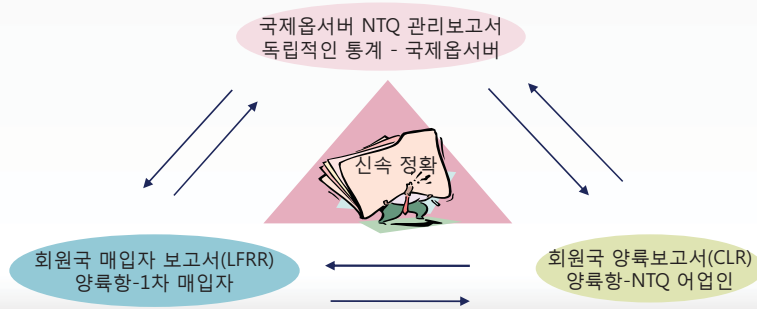 국제옵서버 NTQ 관리보고서
독립적인 통계 - 국제옵서버
신속 정확
회원국 매입자 보고서(LFRR)
양륙항-1차 매입자
회원국 양륙보고서(CLR)
양륙항-NTQ 어업인